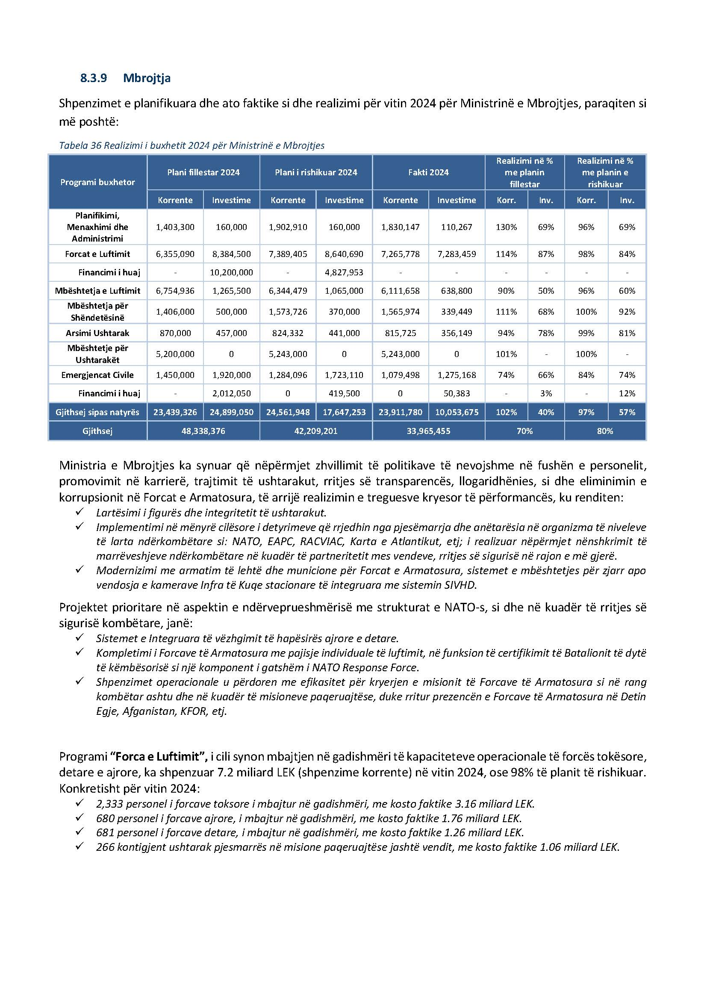 8.3.9 Mbrojtja
Shpenzimet e planifikuara dhe ato faktike si dhe realizimi për vitin 2024 për Ministrinë e Mbrojtjes, paraqiten si
më poshtë:
Tabela 36 Realizimi i buxhetit 2024 për Ministrinë e Mbrojtjes
Programi buxhetor Plani fillestar 2024 Plani i rishikuar 2024 Fakti 2024 Realizimi në % me planin fillestar Realizimi në % me planin e rishikuar
Korrente Investime Korrente Investime Korrente Investime Korr. Inv. Korr. Inv.
Planifikimi, Menaxhimi dhe Administrimi 1,403,300 160,000 1,902,910 160,000 1,830,147 110,267 130% 69% 96% 69%
Forcat e Luftimit 6,355,090 8,384,500 7,389,405 8,640,690 7,265,778 7,283,459 114% 87% 98% 84%
Financimi i huaj - 10,200,000 - 4,827,953 - - - - - -
Mbështetja e Luftimit 6,754,936 1,265,500 6,344,479 1,065,000 6,111,658 638,800 90% 50% 96% 60%
Mbështetja për Shëndetësinë 1,406,000 500,000 1,573,726 370,000 1,565,974 339,449 111% 68% 100% 92%
Arsimi Ushtarak 870,000 457,000 824,332 441,000 815,725 356,149 94% 78% 99% 81%
Mbështetje për Ushtarakët 5,200,000 0 5,243,000 0 5,243,000 0 101% - 100% -
Emergjencat Civile 1,450,000 1,920,000 1,284,096 1,723,110 1,079,498 1,275,168 74% 66% 84% 74%
Financimi i huaj - 2,012,050 0 419,500 0 50,383 - 3% - 12%
Gjithsej sipas natyrës 23,439,326 24,899,050 24,561,948 17,647,253 23,911,780 10,053,675 102% 40% 97% 57%
Gjithsej 48,338,376 42,209,201 33,965,455 70% 80%
Ministria e Mbrojtjes ka synuar që nëpërmjet zhvillimit të politikave të nevojshme në fushën e personelit,
promovimit në karrierë, trajtimit të ushtarakut, rritjes së transparencës, llogaridhënies, si dhe eliminimin e
korrupsionit në Forcat e Armatosura, të arrijë realizimin e treguesve kryesor të përformancës, ku renditen:
✓ Lartësimi i figurës dhe integritetit të ushtarakut.
✓ Implementimi në mënyrë cilësore i detyrimeve që rrjedhin nga pjesëmarrja dhe anëtarësia në organizma të niveleve
të larta ndërkombëtare si: NATO, EAPC, RACVIAC, Karta e Atlantikut, etj; i realizuar nëpërmjet nënshkrimit të
marrëveshjeve ndërkombëtare në kuadër të partneritetit mes vendeve, rritjes së sigurisë në rajon e më gjerë.
✓ Modernizimi me armatim të lehtë dhe municione për Forcat e Armatosura, sistemet e mbështetjes për zjarr apo
vendosja e kamerave Infra të Kuqe stacionare të integruara me sistemin SIVHD.
Projektet prioritare në aspektin e ndërveprueshmërisë me strukturat e NATO-s, si dhe në kuadër të rritjes së
sigurisë kombëtare, janë:
✓ Sistemet e Integruara të vëzhgimit të hapësirës ajrore e detare.
✓ Kompletimi i Forcave të Armatosura me pajisje individuale të luftimit, në funksion të certifikimit të Batalionit të dytë
të këmbësorisë si një komponent i gatshëm i NATO Response Force.
✓ Shpenzimet operacionale u përdoren me efikasitet për kryerjen e misionit të Forcave të Armatosura si në rang
kombëtar ashtu dhe në kuadër të misioneve paqeruajtëse, duke rritur prezencën e Forcave të Armatosura në Detin
Egje, Afganistan, KFOR, etj.
Programi “Forca e Luftimit”, i cili synon mbajtjen në gadishmëri të kapaciteteve operacionale të forcës tokësore,
detare e ajrore, ka shpenzuar 7.2 miliard LEK (shpenzime korrente) në vitin 2024, ose 98% të planit të rishikuar.
Konkretisht për vitin 2024:
✓ 2,333 personel i forcave toksore i mbajtur në gadishmëri, me kosto faktike 3.16 miliard LEK.
✓ 680 personel i forcave ajrore, i mbajtur në gadishmëri, me kosto faktike 1.76 miliard LEK.
✓ 681 personel i forcave detare, i mbajtur në gadishmëri, me kosto faktike 1.26 miliard LEK.
✓ 266 kontigjent ushtarak pjesmarrës në misione paqeruajtëse jashtë vendit, me kosto faktike 1.06 miliard LEK.